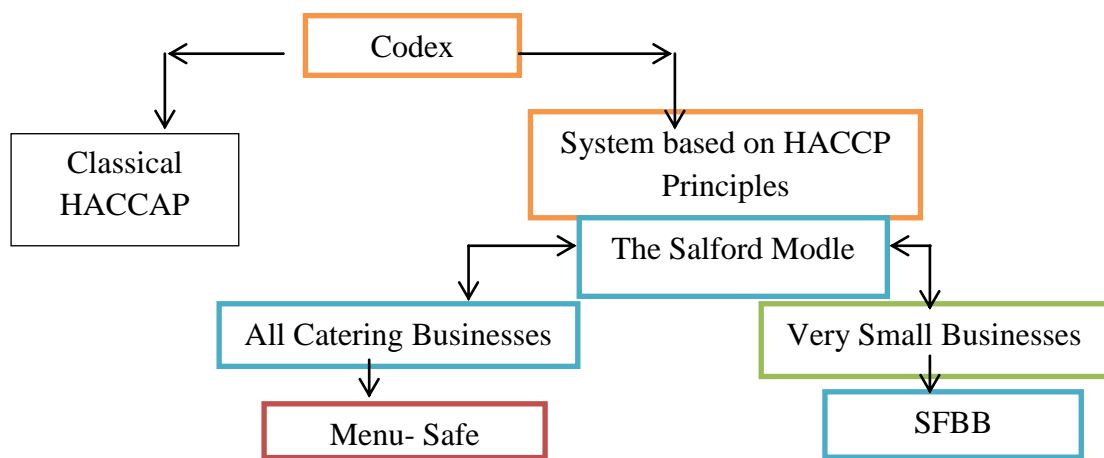 Codex
Classical
HACCAP
System based on HACCP
Principles
The Salford Modle
All Catering Businesses
Very Small Businesses
Menu- Safe
SFBB